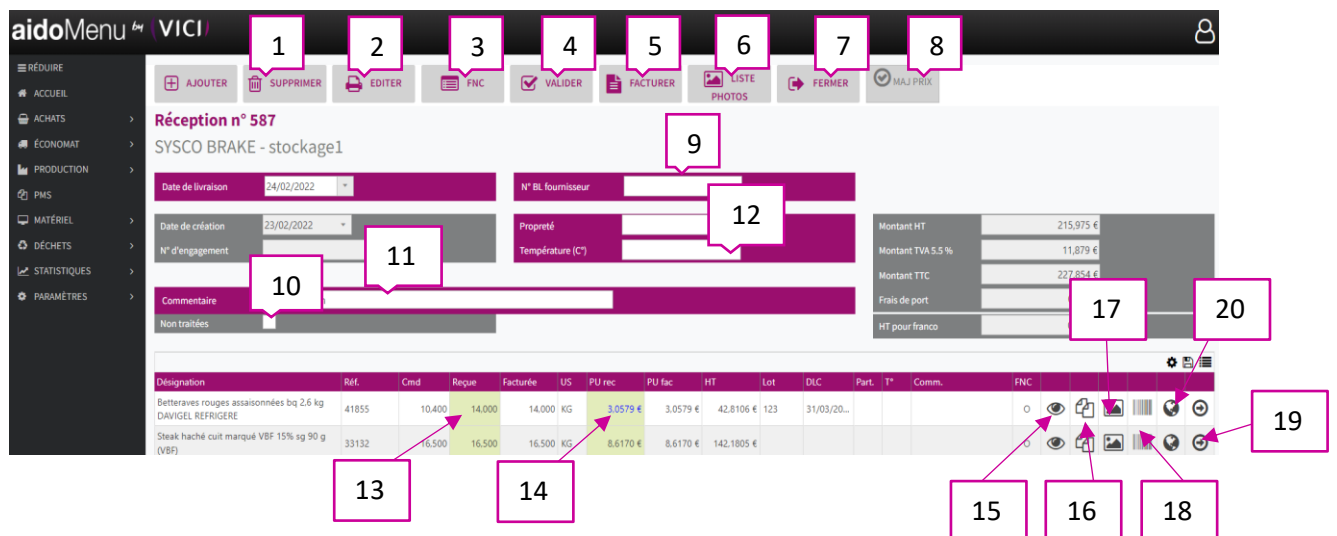 aidoMenu by (VICI)
1 2 3 4 5 6 7 8
RÉDUIRE
ACCUEIL
ACHATS
ÉCONOMAT
PRODUCTION
PMS
MATÉRIEL
DÉCHETS
STATISTIQUES
PARAMÈTRES
AJOUTER SUPPRIMER EDITER FNC VALIDER FACTURER LISTE PHOTOS FERMER MAJ PRIX
Réception n° 587
SYSCO BRAKE - stockage1
9
Date de livraison 24/02/2022 N° BL fournisseur
12
Date de création 23/02/2022 Propreté Montant HT 215,975 €
N° d'engagement Température (C°) Montant TVA 5.5 % 11,879 €
11
Montant TTC 227,854 €
10
Commentaire Frais de port
17 20
Non traitées HT pour franco
Désignation Réf. Cmd Reçue Facturée US PU rec PU fac HT Lot DLC Part. T° Comm. FNC
Betteraves rouges assaisonnées bq 2,6 kg
DAVIGEL REFRIGERE 41855 10,400 14.000 14.000 KG 3.0579 € 3.0579 € 42.8106 € 123 31/03/20... O
Steak haché cuit marqué VBF 15% sg 90 g
(VBF) 33132 16,500 16.500 16.500 KG 8.6170 € 8.6170 € 142.1805 € O
19
13 14
15 16 18